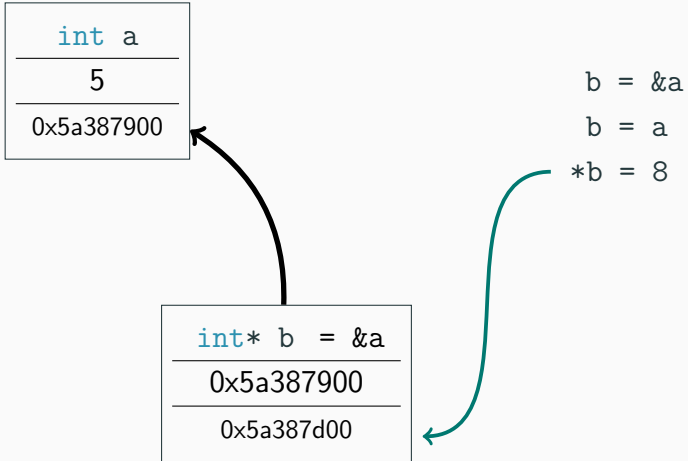 int a
5
0x5a387900
b = &a
b = a
*b = 8
int* b = &a
0x5a387900
0x5a387d00